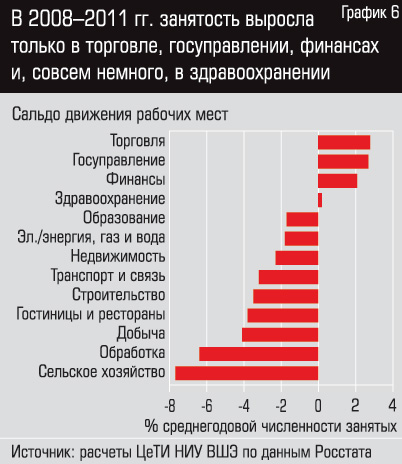 В 2008–2011 гг. занятость выросла
График 6
только в торговле, госуправлении, финансах
и, совсем немного, в здравоохранении
Сальдо движения рабочих мест
Торговля
Госуправление
Финансы
Здравоохранение
Образование
Эл./энергия, газ и вода
Недвижимость
Транспорт и связь
Строительство
Гостиницы и рестораны
Добыча
Обработка
Сельское хозяйство
-8 -6 -4 -2 0 2 4
% среднегодовой численности занятых
Источник: расчеты ЦеТИ НИУ ВШЭ по данным Росстата